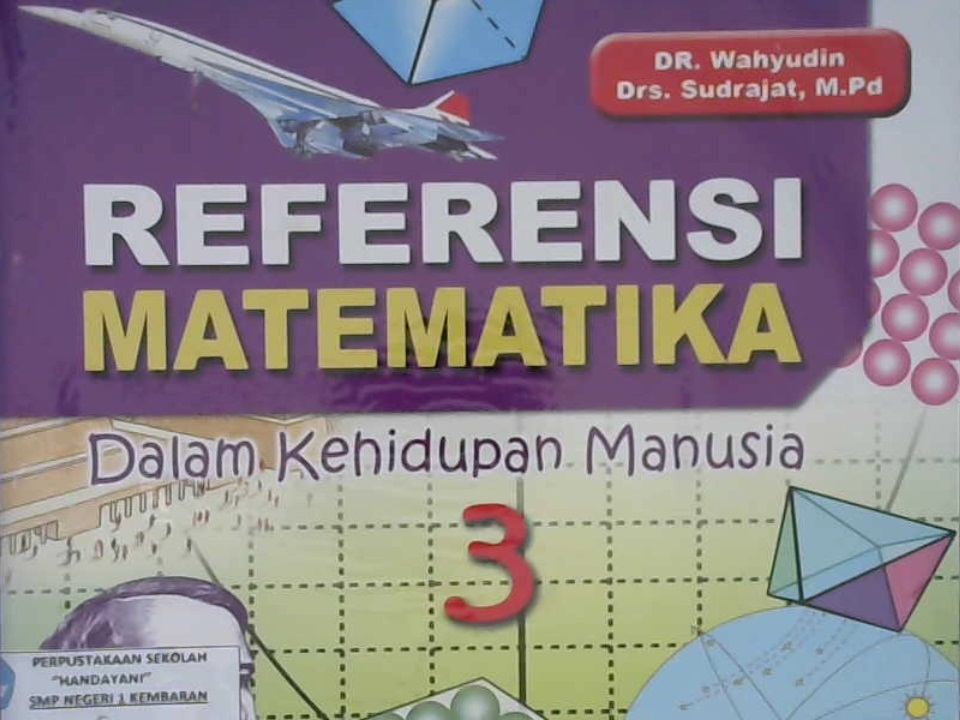 DR. Wahyudin
Drs. Sudrajat, M.Pd
REFERENSI
MATEMATIKA
Dalam Kehidupan Manusia
3
PERPUSTAKAAN SEKOLAH
"HANDAYANI"
SMP NEGERI 1 KEMBARAN